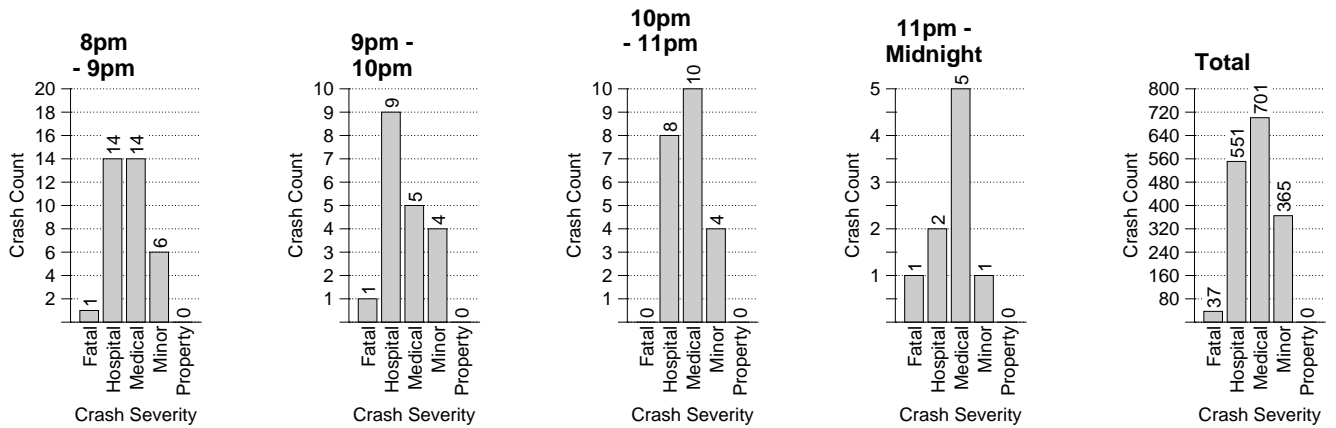 8pm
- 9pm
20
18
16
14
12
10
8
6
4
2
Crash Count
1
14
14
6
0
Fatal
Hospital
Medical
Minor
Property
Crash Severity
9pm -
10pm
10
9
8
7
6
5
4
3
2
1
Crash Count
1
9
5
4
0
Fatal
Hospital
Medical
Minor
Property
Crash Severity
10pm
- 11pm
10
9
8
7
6
5
4
3
2
1
Crash Count
0
8
10
4
0
Fatal
Hospital
Medical
Minor
Property
Crash Severity
11pm -
Midnight
5
4
3
2
1
Crash Count
1
2
5
1
0
Fatal
Hospital
Medical
Minor
Property
Crash Severity
Total
800
720
640
560
480
400
320
240
160
80
Crash Count
37
551
701
365
0
Fatal
Hospital
Medical
Minor
Property
Crash Severity